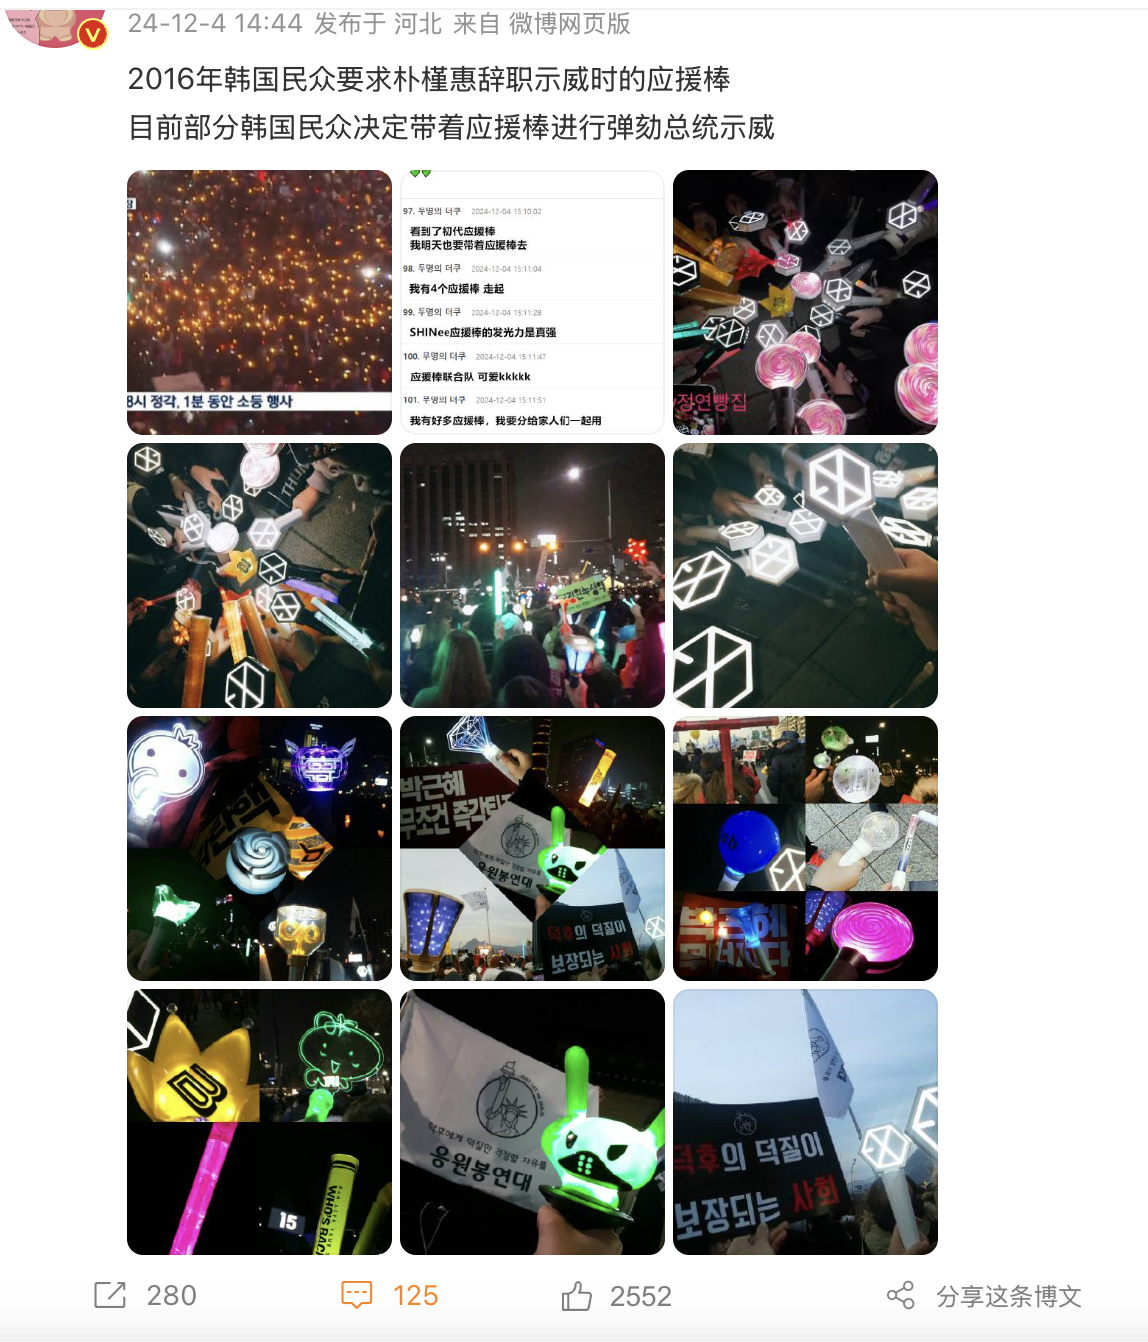 24-12-4 14:44 发布于 河北 来自 微博网页版
2016年韩国民众要求朴槿惠辞职示威时的应援棒
目前部分韩国民众决定带着应援棒进行弹劾总统示威
8시 정각, 1분 동안 소등 행사
97. 무명의 더쿠 2024-12-04 15:10:02
看到了初代应援棒
我明天也要带着应援棒去
98. 무명의 더쿠 2024-12-04 15:11:04
我有4个应援棒 走起
99. 무명의 더쿠 2024-12-04 15:11:28
SHINee应援棒的发光力是真强
100. 무명의 더쿠 2024-12-04 15:11:47
应援棒联合队 可爱kkkkk
101. 무명의 더쿠 2024-12-04 15:11:51
我有好多应援棒，我要分给家人们一起用
정연빵집
박근혜
무조건 즉각퇴
응원봉연대
덕후의 덕질이
보장되는 사회
박근혜
15
WHO'S BACK
덕후에게 덕질만 걱정할 자유를
응원봉연대
덕후의 덕질이
보장되는 사회
280
125
2552
分享这条博文